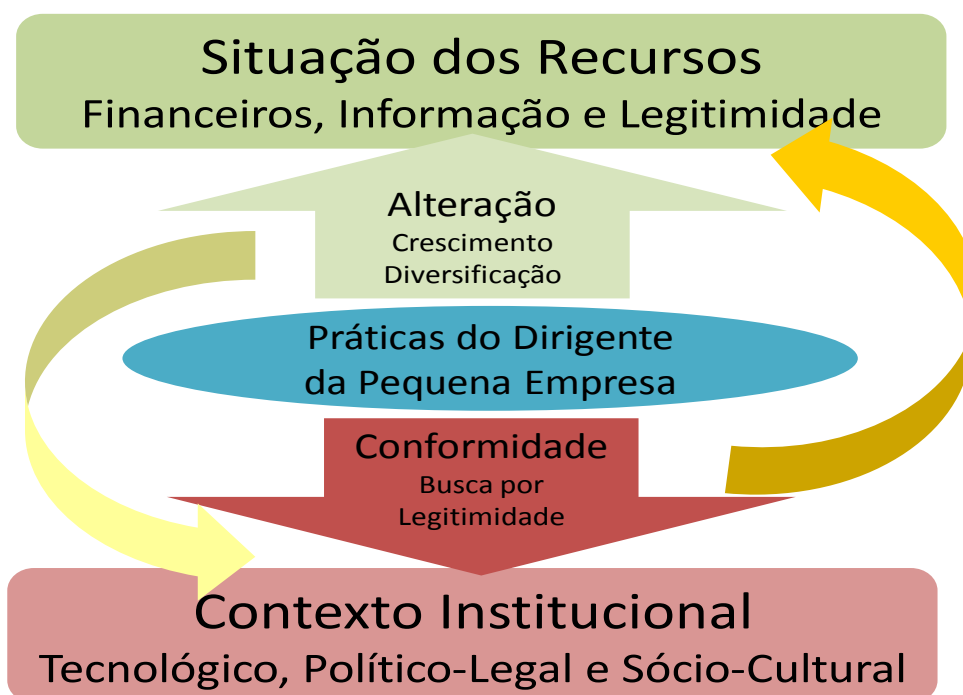 Situação dos Recursos
Financeiros, Informação e Legitimidade
Alteração
Crescimento
Diversificação
Práticas do Dirigente
da Pequena Empresa
Conformidade
Busca por
Legitimidade
Contexto Institucional
Tecnológico, Político-Legal e Sócio-Cultural